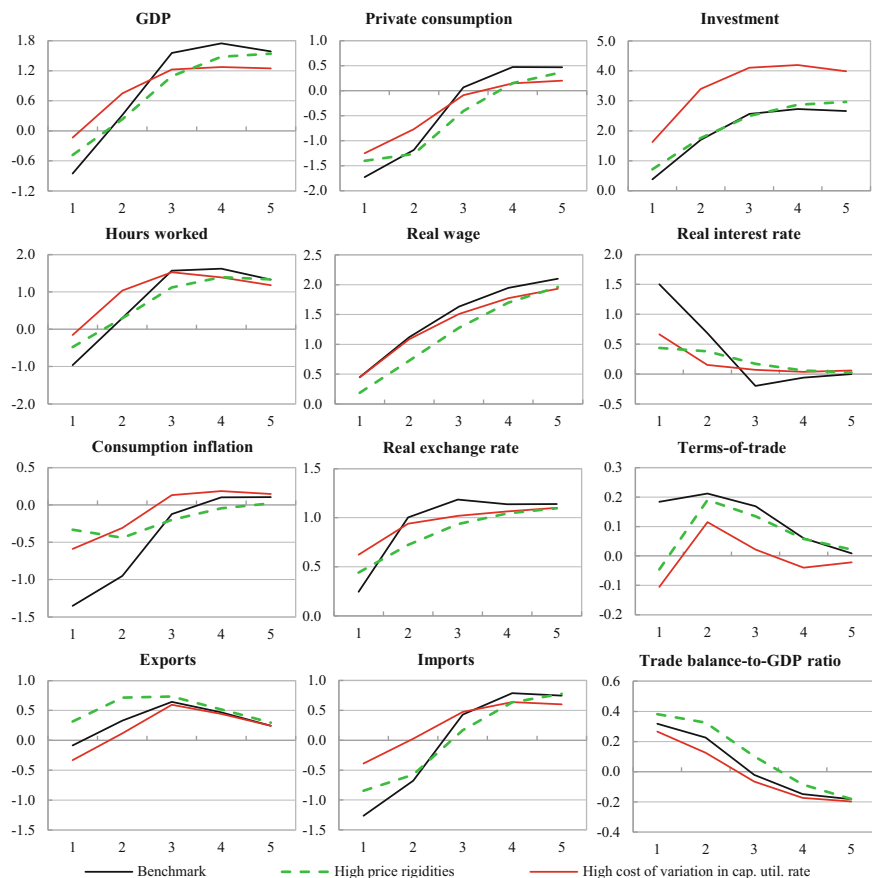 GDP
Private consumption
Investment
1.8
1.2
0.6
0.0
-0.6
-1.2
1 2 3 4 5
1.0
0.5
0.0
-0.5
-1.0
-1.5
-2.0
1 2 3 4 5
5.0
4.0
3.0
2.0
1.0
0.0
1 2 3 4 5
Hours worked
Real wage
Real interest rate
2.0
1.0
0.0
-1.0
-2.0
1 2 3 4 5
2.5
2.0
1.5
1.0
0.5
0.0
1 2 3 4 5
2.0
1.5
1.0
0.5
0.0
-0.5
1 2 3 4 5
Consumption inflation
Real exchange rate
Terms-of-trade
0.5
0.0
-0.5
-1.0
-1.5
1 2 3 4 5
1.5
1.0
0.5
0.0
1 2 3 4 5
0.3
0.2
0.1
0.0
-0.1
-0.2
1 2 3 4 5
Exports
Imports
Trade balance-to-GDP ratio
1.0
0.5
0.0
-0.5
-1.0
-1.5
1 2 3 4 5
1.0
0.5
0.0
-0.5
-1.0
-1.5
1 2 3 4 5
0.6
0.4
0.2
0.0
-0.2
-0.4
1 2 3 4 5
Benchmark
High price rigidities
High cost of variation in cap. util. rate